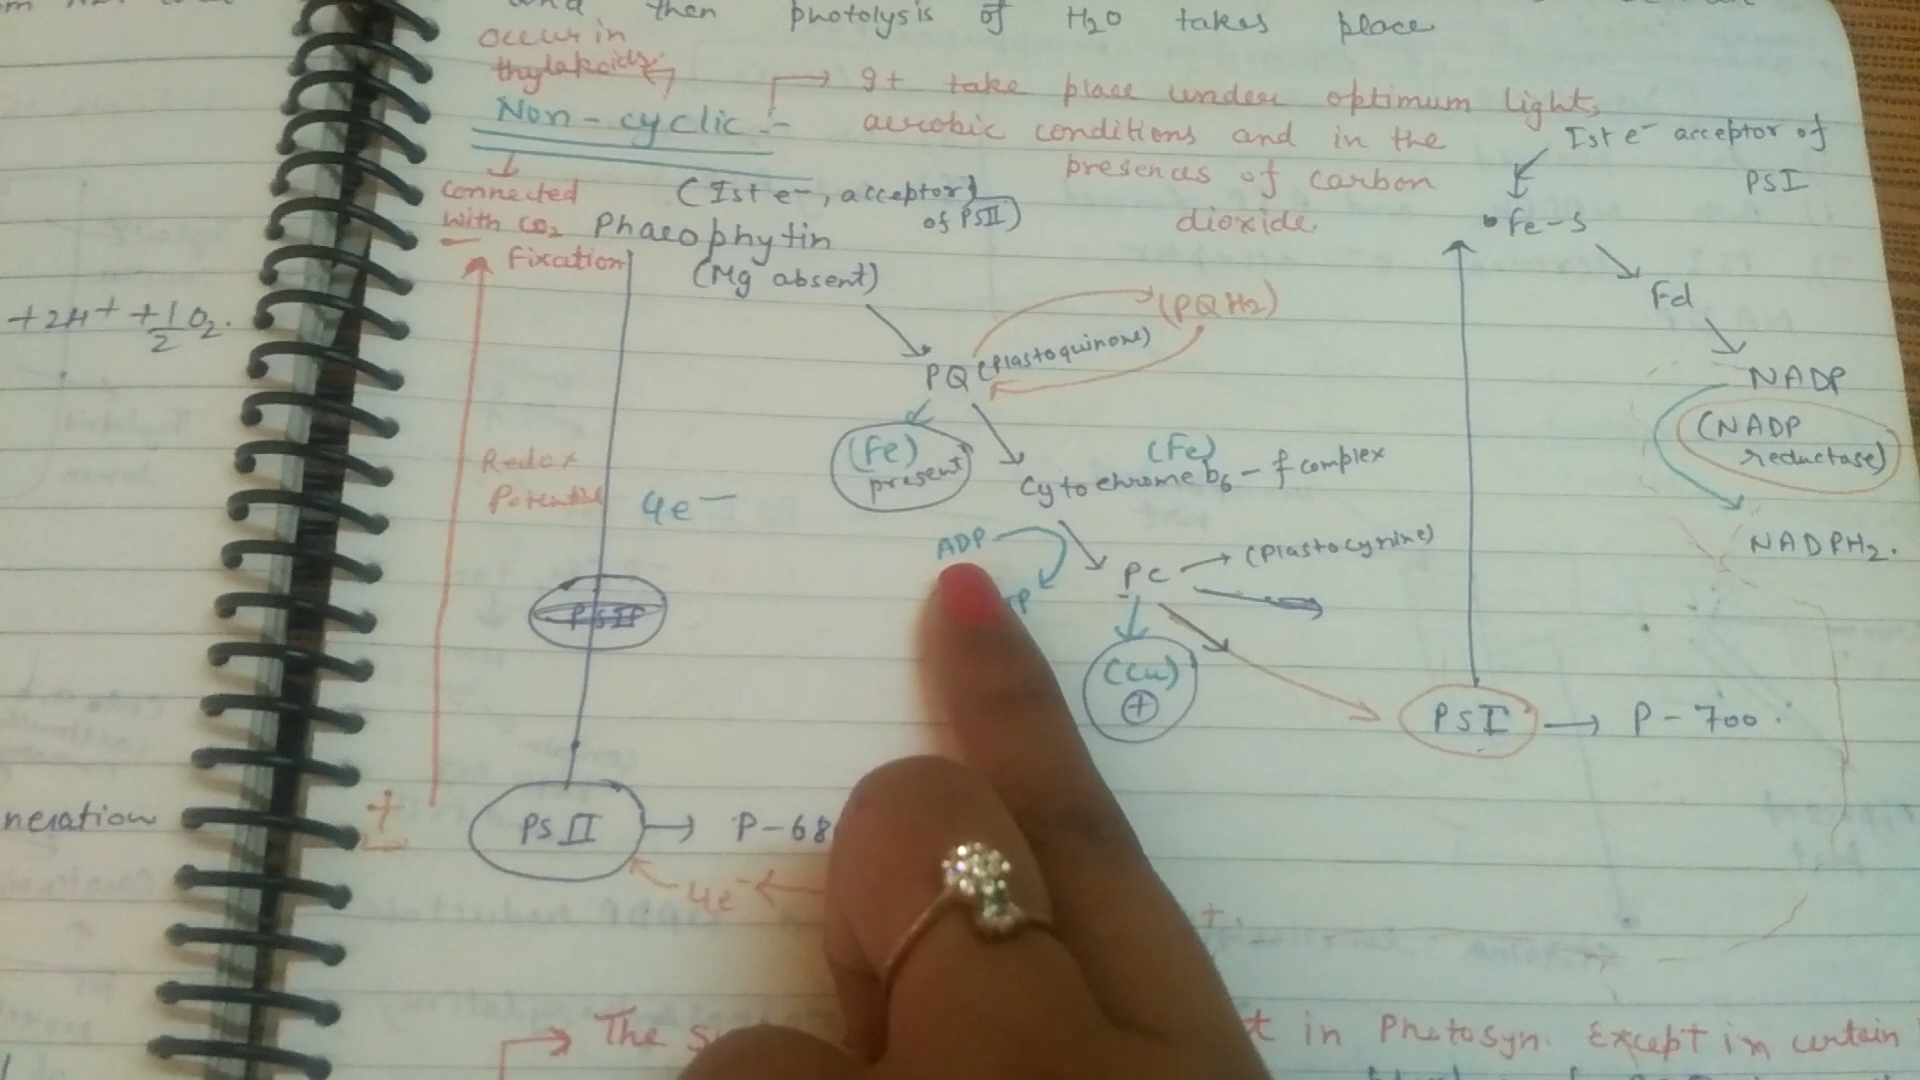 then photolysis of H2O takes place
occur in
thylakoids
Non-cyclic :-
→ It take place under optimum light,
aerobic conditions and in the
presences of carbon
dioxide.
Connected
with CO2
Fixation
(Ist e-, acceptor
of PSII)
Phaeophytin
(Mg absent)
Ist e- acceptor of
PSI
Fe-S
Fd
NADP
(NADP
reductase)
NADPH2.
+2H+ + 1/2 O2.
PQ (Plastoquinone)
(PQH2)
(Fe)
present
(Fe)
Cytochrome b6-f complex
Redox
Potential
4e-
ADP
PC → (Plastocynine)
(Cu)
+
PSI → P-700.
neration
+
PS II → P-68
4e-
The
in Photosyn. Except in certain